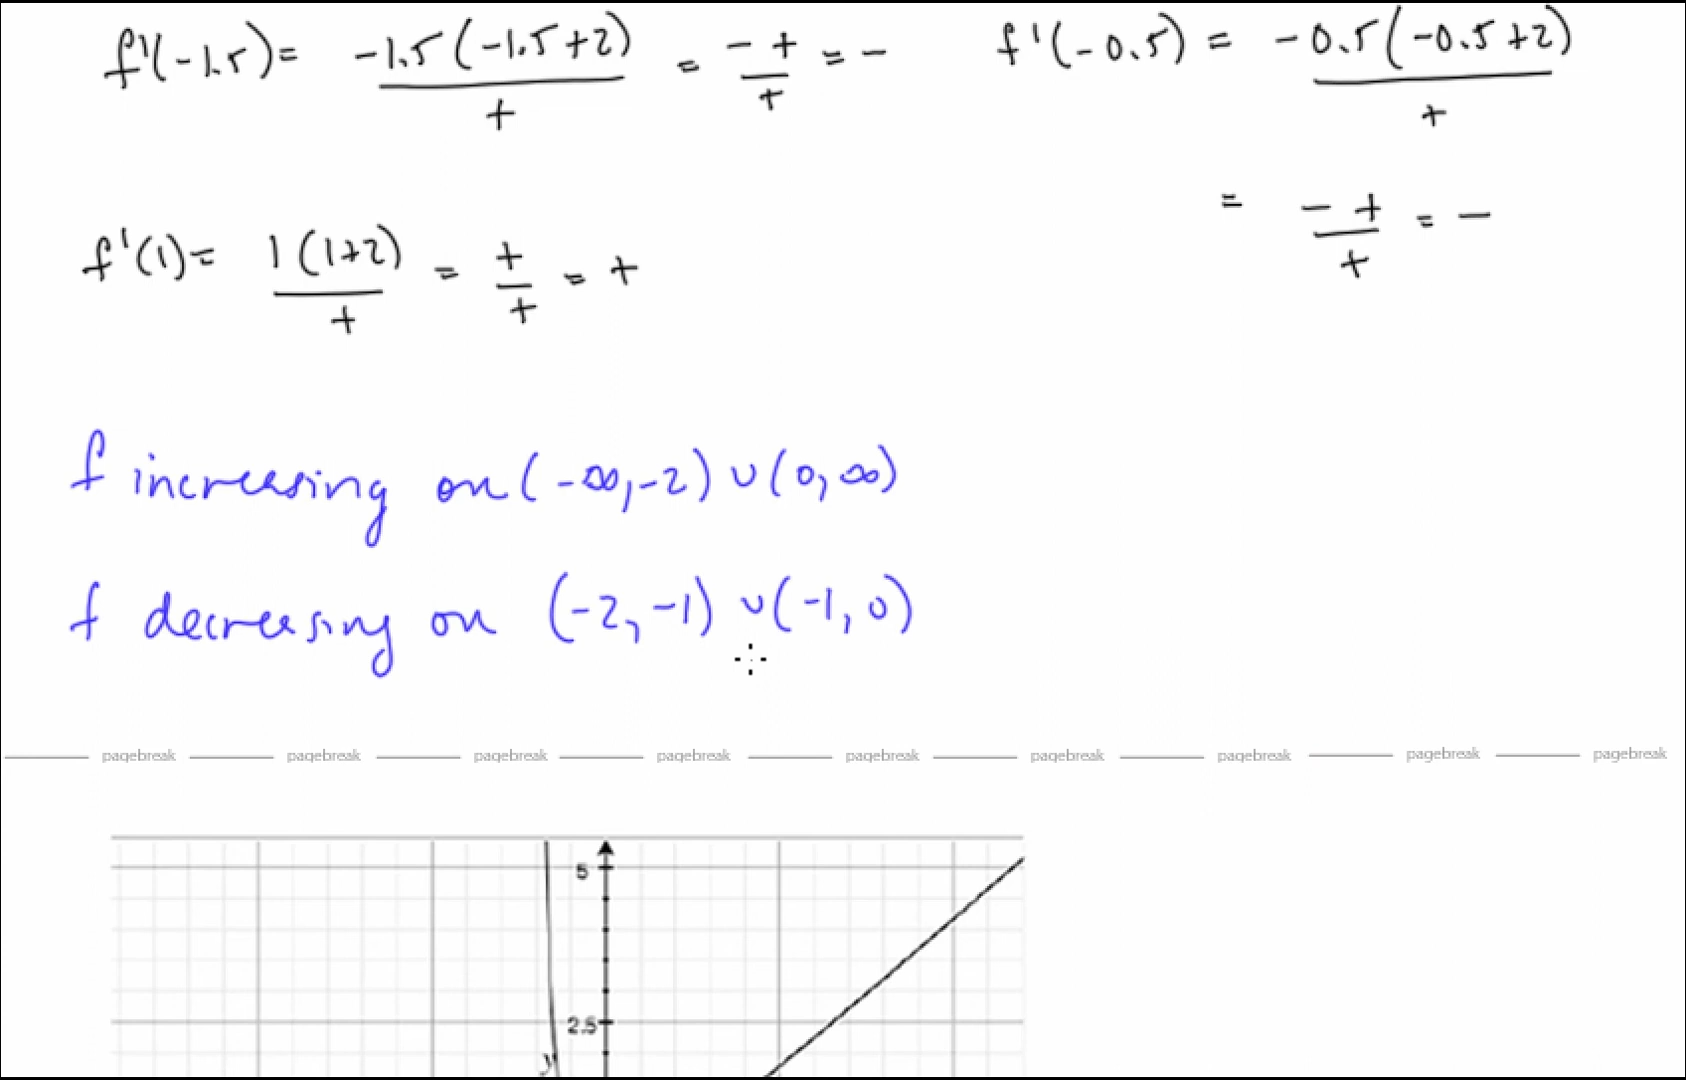 f'(-1.5)= -1.5(-1.5+2)/+ = - +/+ = -
f'(-0.5) = -0.5(-0.5+2)/+
= - +/+ = -
f'(1)= 1(1+2)/+ = +/+ = +
f increasing on (-∞,-2) ∪ (0,∞)
f decreasing on (-2,-1) ∪ (-1,0)
pagebreak pagebreak pagebreak pagebreak pagebreak pagebreak pagebreak pagebreak pagebreak
5
2.5
y